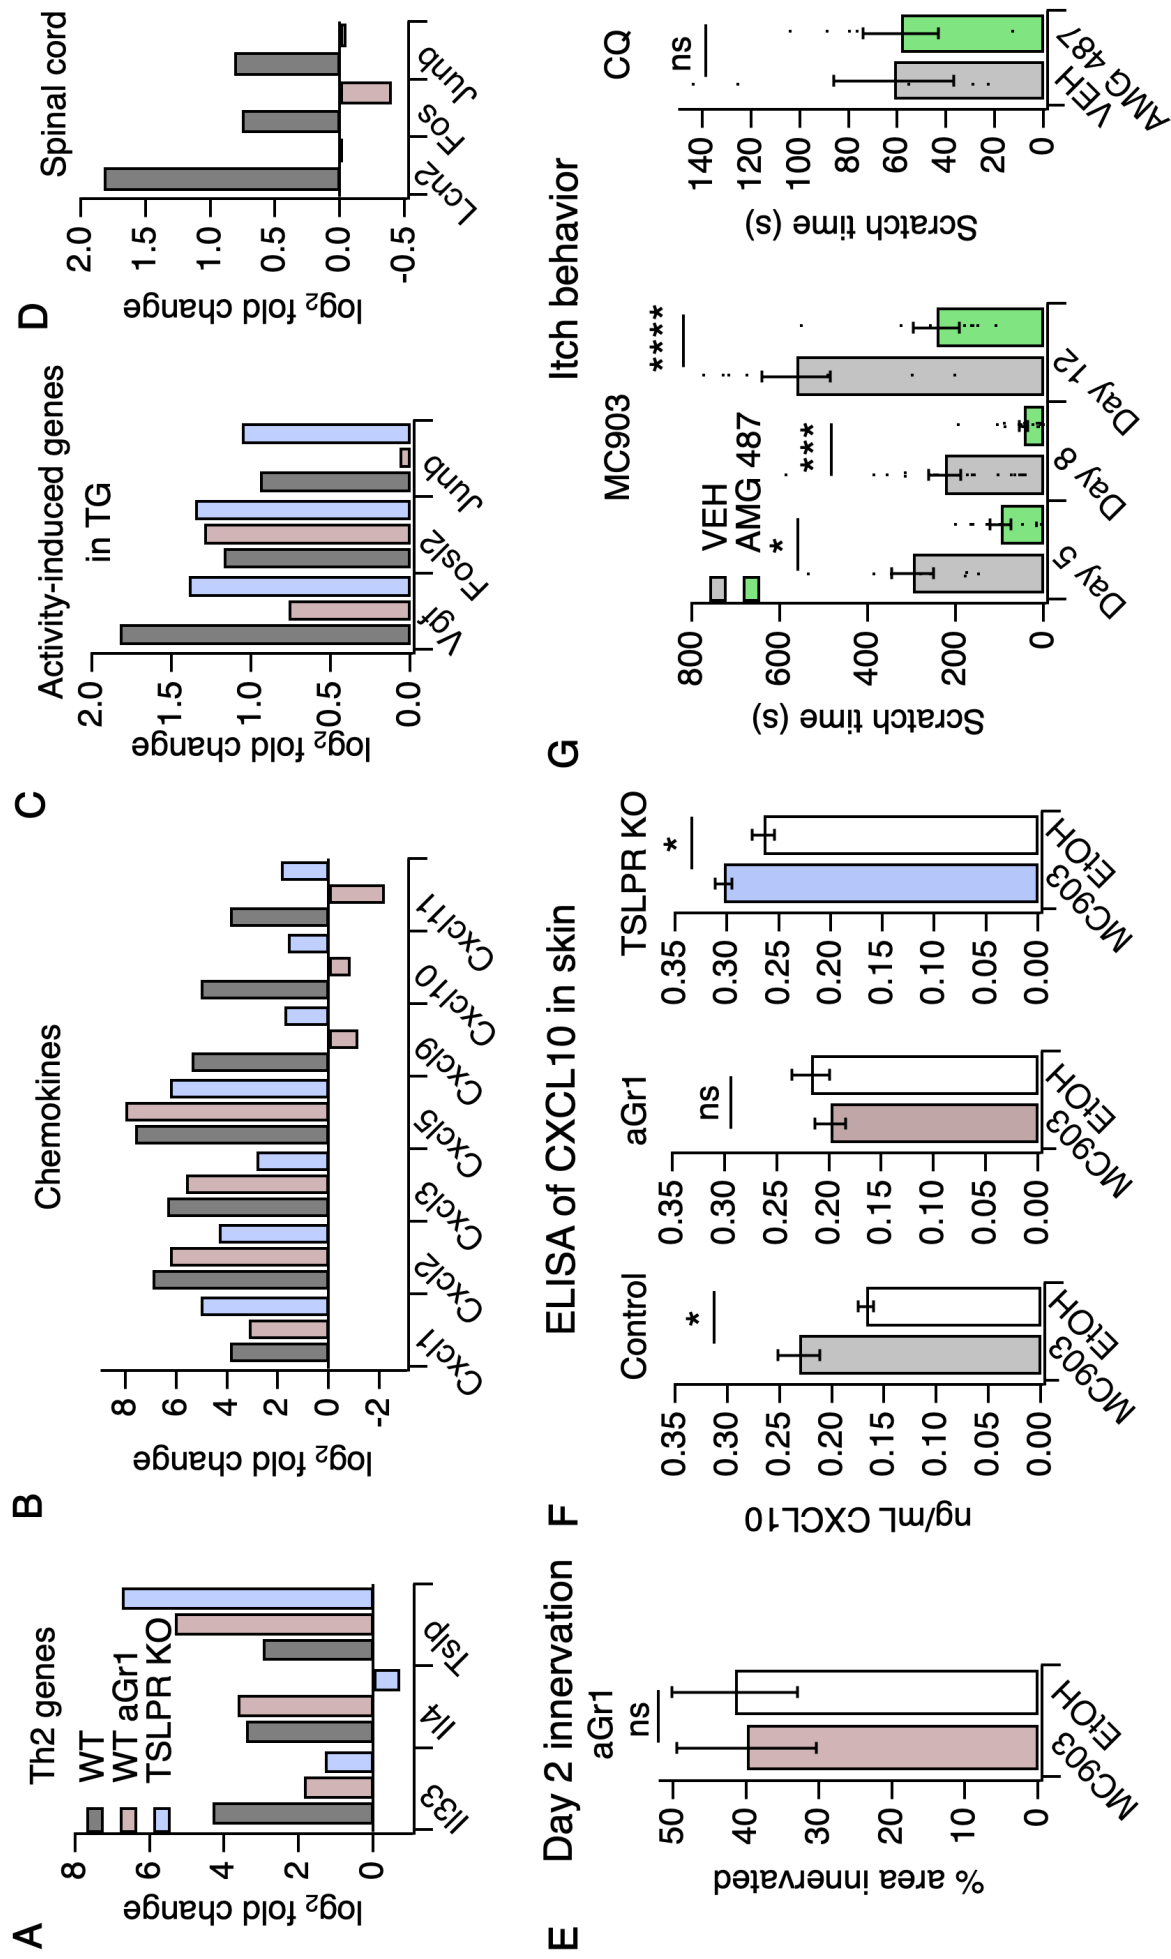 A
Th2 genes
WT
WT aGr1
TSLPR KO
log2 fold change
8
6
4
2
0
Il33
Il4
Tslp
B
Chemokines
log2 fold change
8
6
4
2
0
-2
Cxcl1
Cxcl2
Cxcl3
Cxcl5
Cxcl9
Cxcl10
Cxcl11
C
Activity-induced genes
in TG
log2 fold change
2.0
1.5
1.0
0.5
0.0
Vgf
Fosl2
Junb
D
Spinal cord
log2 fold change
2.0
1.5
1.0
0.5
0.0
-0.5
Lcn2
Fos
Junb
E
Day 2 innervation
aGr1
ns
% area innervated
50
40
30
20
10
0
MC903
EtOH
F
ELISA of CXCL10 in skin
Control
*
ng/mL CXCL10
0.35
0.30
0.25
0.20
0.15
0.10
0.05
0.00
MC903
EtOH
aGr1
ns
0.35
0.30
0.25
0.20
0.15
0.10
0.05
0.00
MC903
EtOH
TSLPR KO
*
0.35
0.30
0.25
0.20
0.15
0.10
0.05
0.00
MC903
EtOH
G
Itch behavior
MC903
VEH
AMG 487
*
***
****
Scratch time (s)
800
600
400
200
0
Day 5
Day 8
Day 12
CQ
ns
Scratch time (s)
140
120
100
80
60
40
20
0
VEH
AMG 487